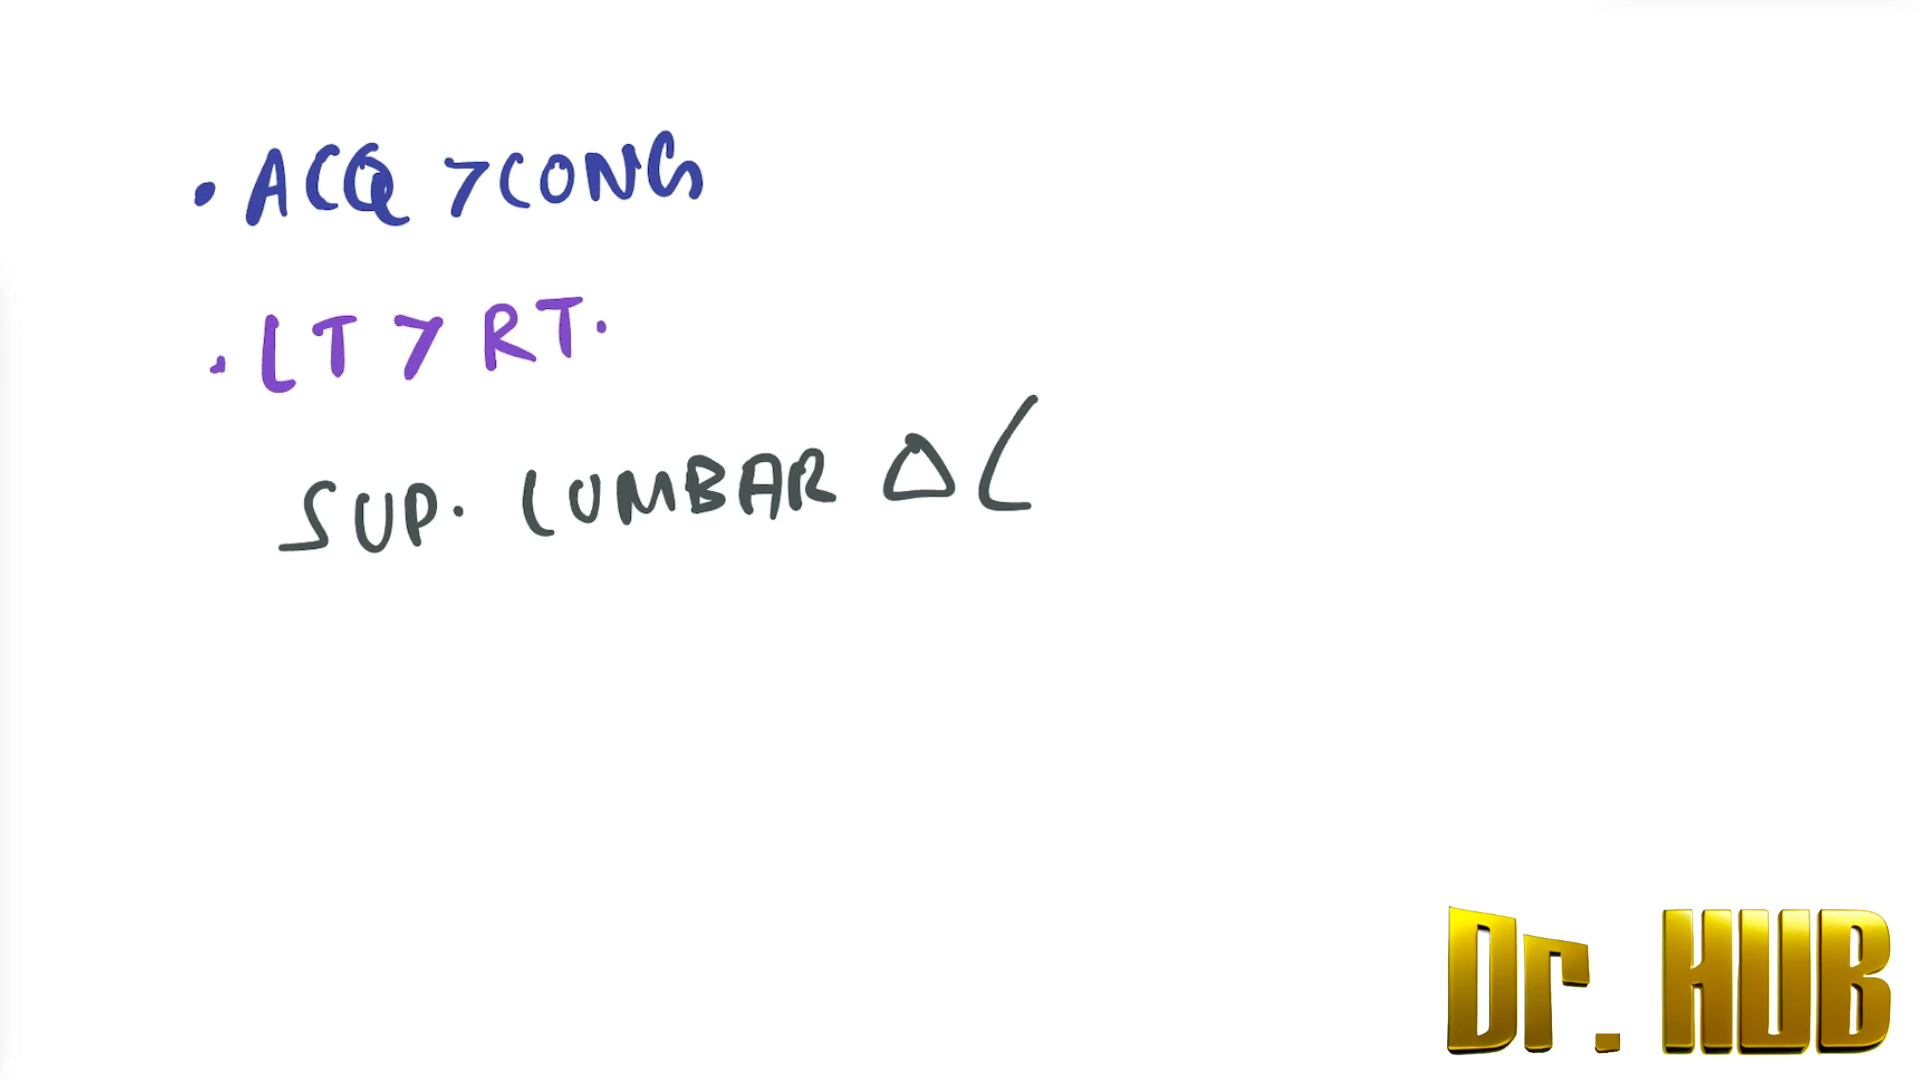 • ACQ > CONG
• LT > RT.
SUP. LUMBAR Δ (
Dr. HUB